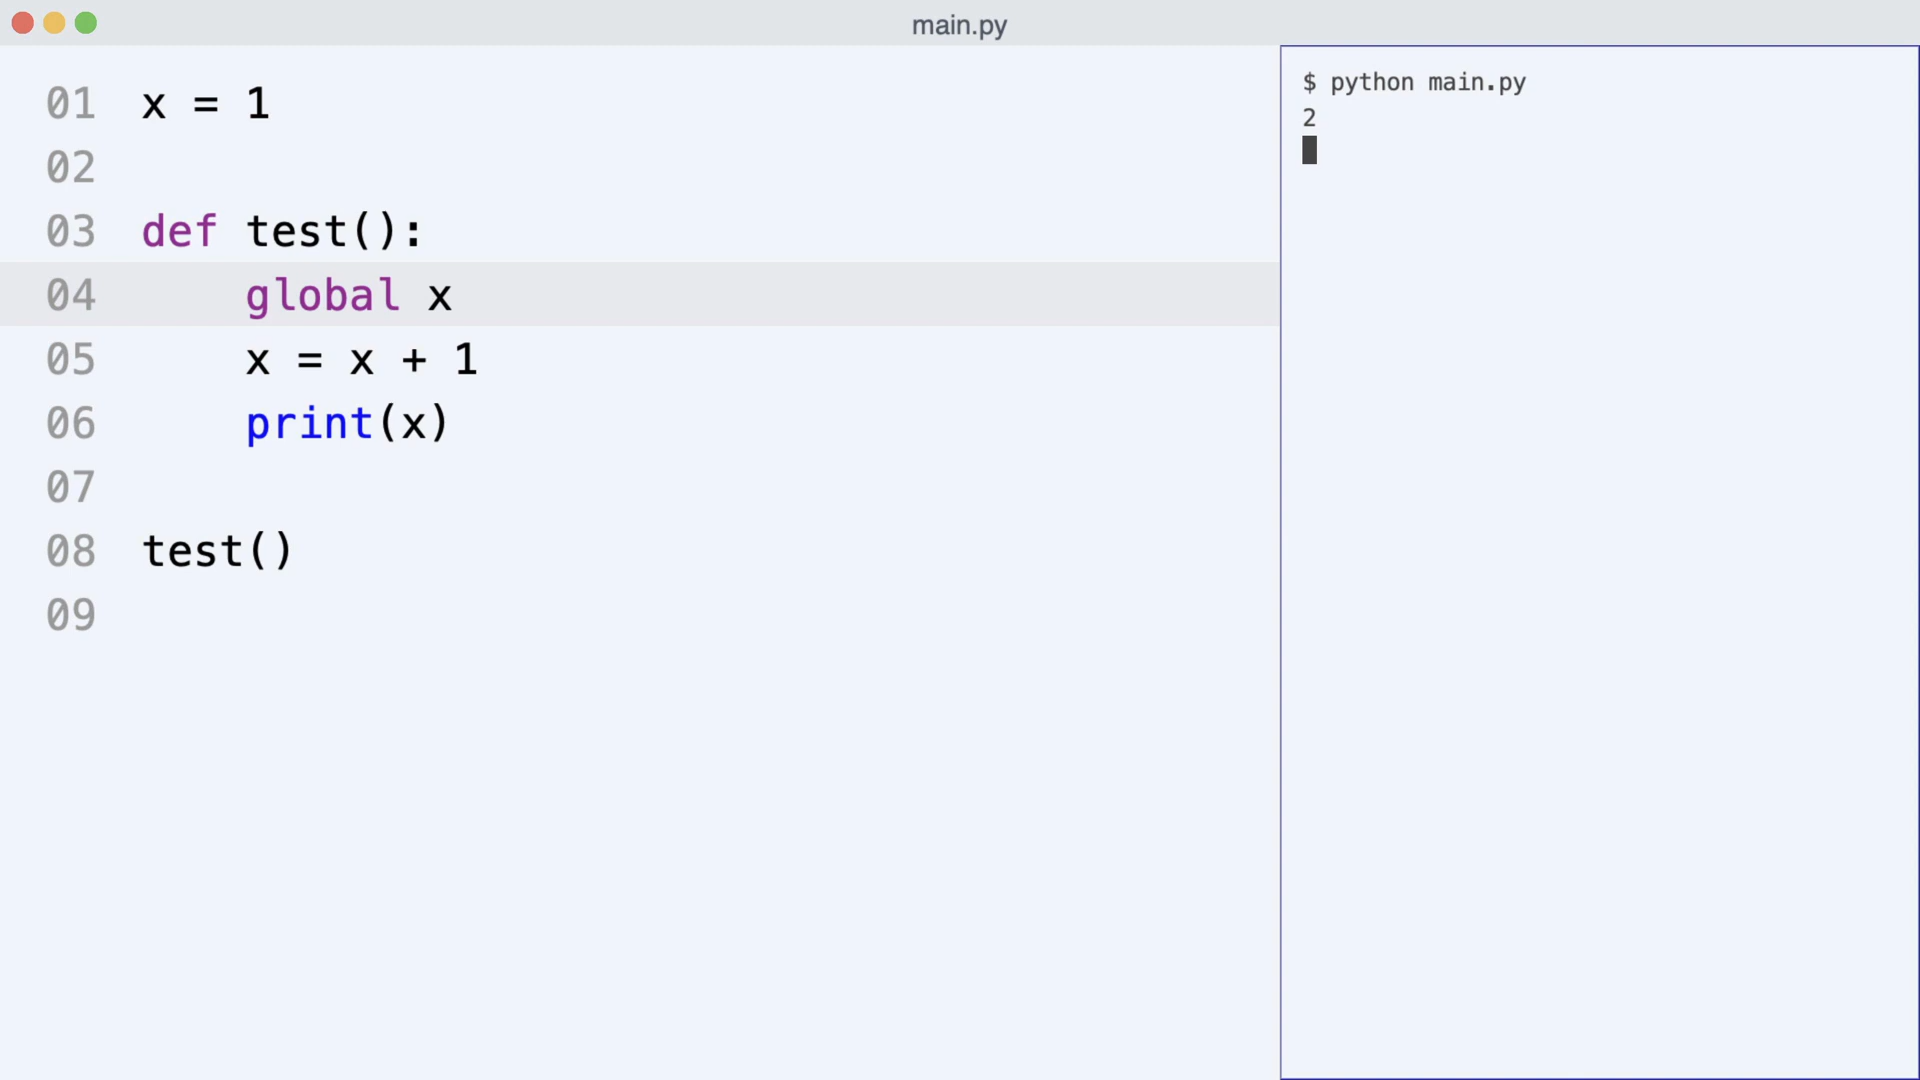 main.py
01 x = 1
02
03 def test():
04     global x
05     x = x + 1
06     print(x)
07
08 test()
09
$ python main.py
2